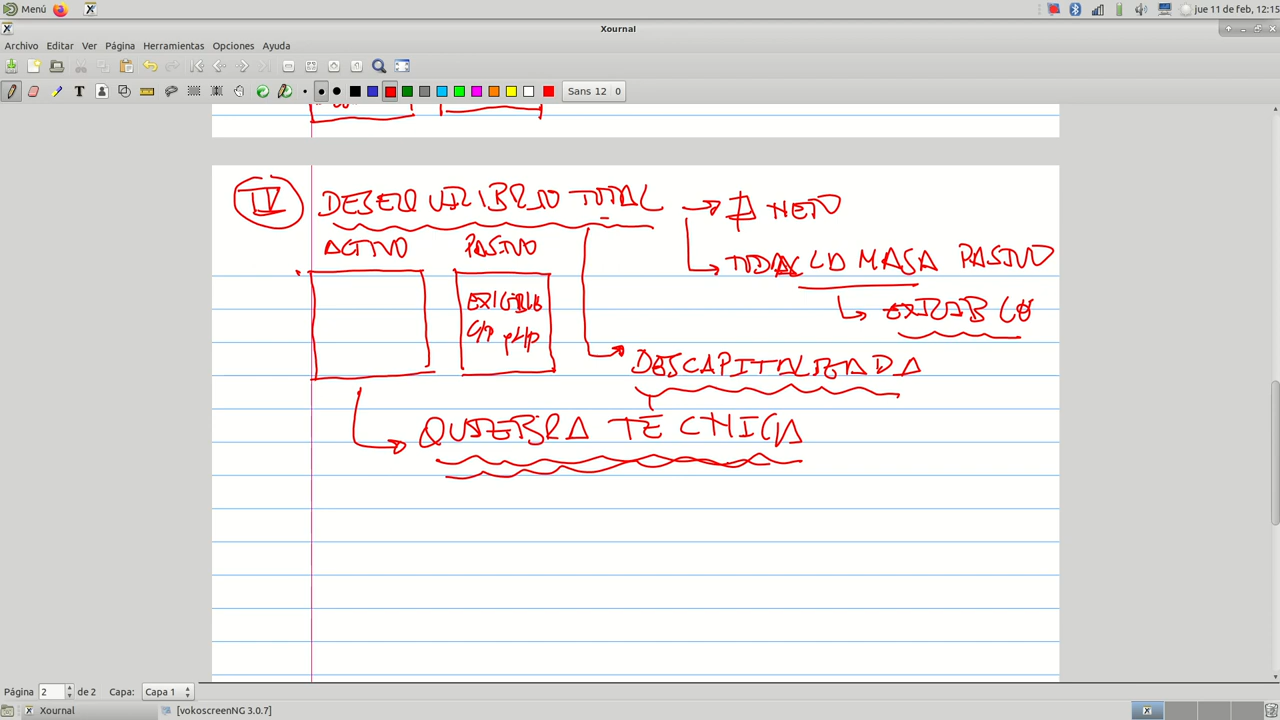 Menú
jue 11 de feb, 12:15
Xournal
Archivo Editar Ver Página Herramientas Opciones Ayuda
Sans 12 0
IV DESEQUILIBRIO TOTAL → ∄ NETO
ACTIVO PASIVO
TODA LA MASA PASIVO
EXIGIBLE
C/P y L/P
EXIGIBLE
DESCAPITALIZADA
QUIEBRA TECNICA
Página 2 de 2 Capa: Capa 1
Xournal [vokoscreenNG 3.0.7]